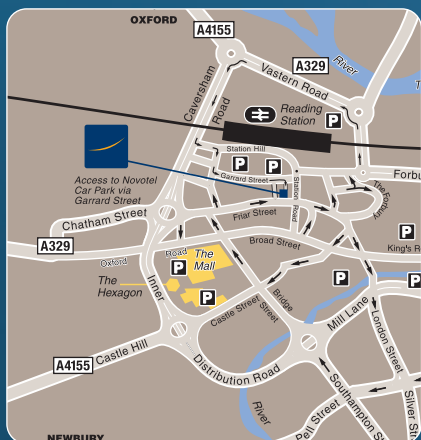 OXFORD
A4155
River
A329
Vastern Road
Caversham
Road
Reading
Station
P
Station Hill
P
P
Garrard Street
Access to Novotel
Car Park via
Garrard Street
Station Road
The Forbury
Forbu
Chatham Street
Friar Street
P
A329
Oxford
Road
Broad Street
King's R
The
Mall
P
The
Hexagon
P
P
P
Inner
Castle Street
Bridge
Street
Mill Lane
London Street
A4155
Castle Hill
Distribution Road
River
Southampton St
Pell Street
Silver St
NEWBURY